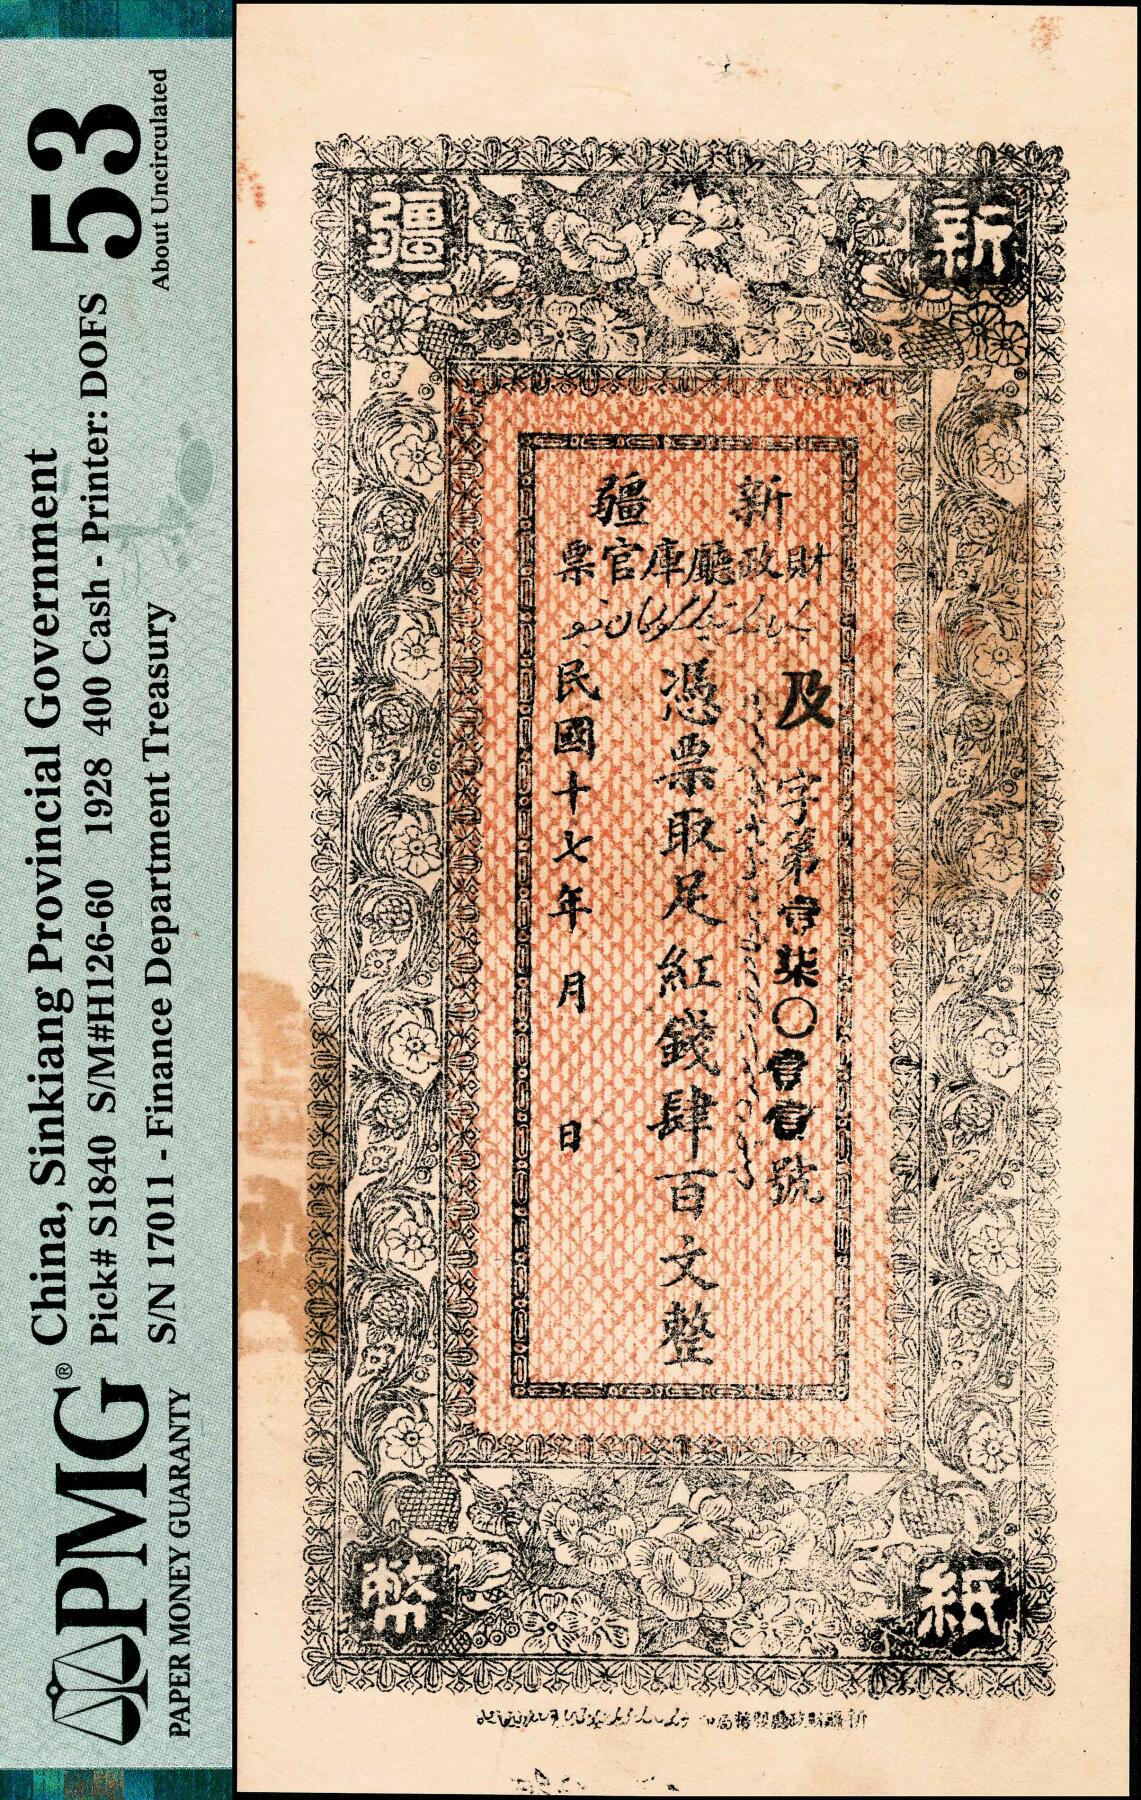 PMG®
PAPER MONEY GUARANTY
China, Sinkiang Provincial Government
Pick# S1840 S/M#H126-60 1928 400 Cash - Printer: DOFS
S/N 17011 - Finance Department Treasury
53
About Uncirculated
新疆
紙幣
新疆
財政廳庫官票
及字第壹柒〇壹壹號
憑票取足紅錢肆百文整
民國十七年 月 日